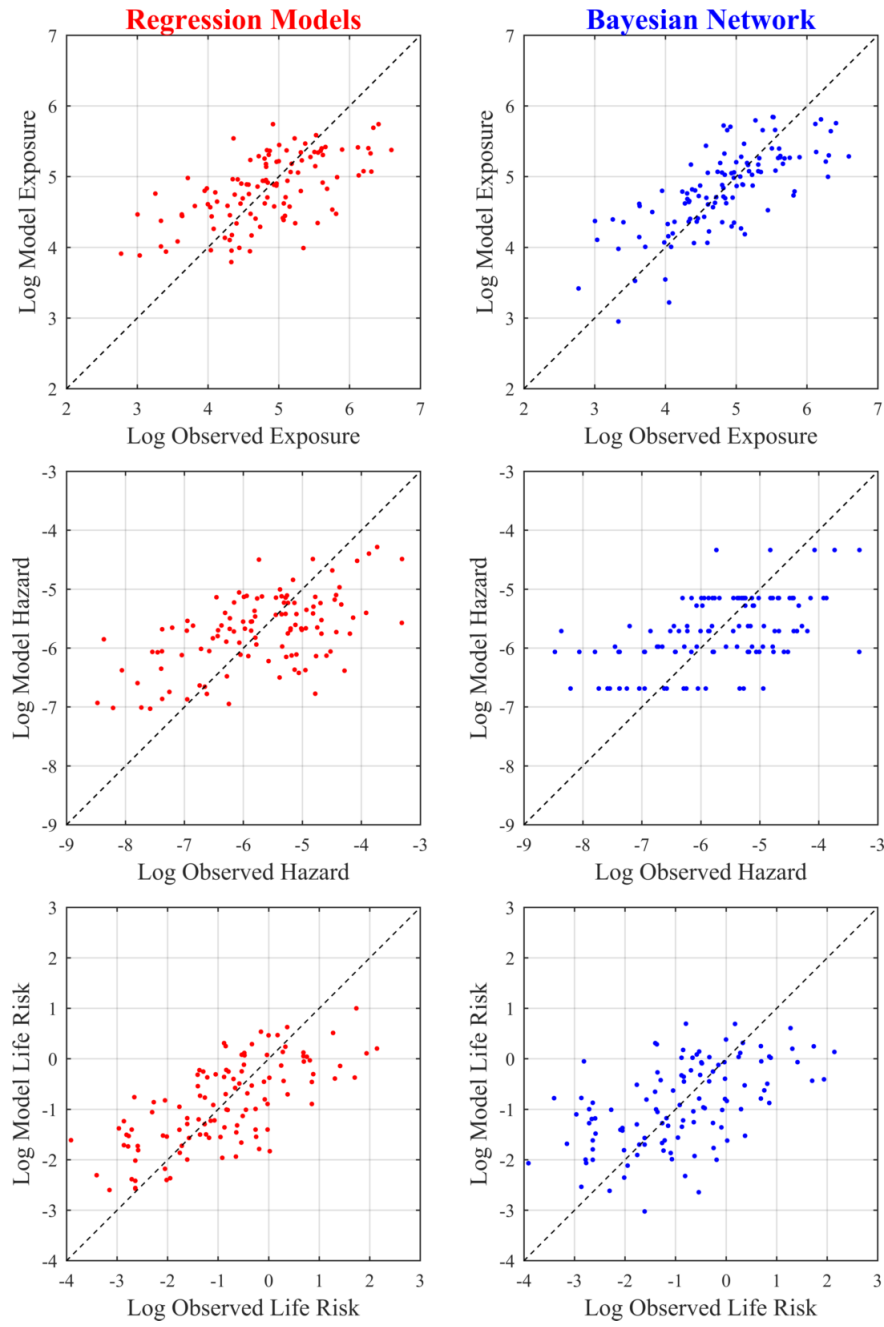 Regression Models
Bayesian Network
7
6
5
4
3
2
Log Model Exposure
2 3 4 5 6 7
Log Observed Exposure
7
6
5
4
3
2
Log Model Exposure
2 3 4 5 6 7
Log Observed Exposure
-3
-4
-5
-6
-7
-8
-9
Log Model Hazard
-9 -8 -7 -6 -5 -4 -3
Log Observed Hazard
-3
-4
-5
-6
-7
-8
-9
Log Model Hazard
-9 -8 -7 -6 -5 -4 -3
Log Observed Hazard
3
2
1
0
-1
-2
-3
-4
Log Model Life Risk
-4 -3 -2 -1 0 1 2 3
Log Observed Life Risk
3
2
1
0
-1
-2
-3
-4
Log Model Life Risk
-4 -3 -2 -1 0 1 2 3
Log Observed Life Risk